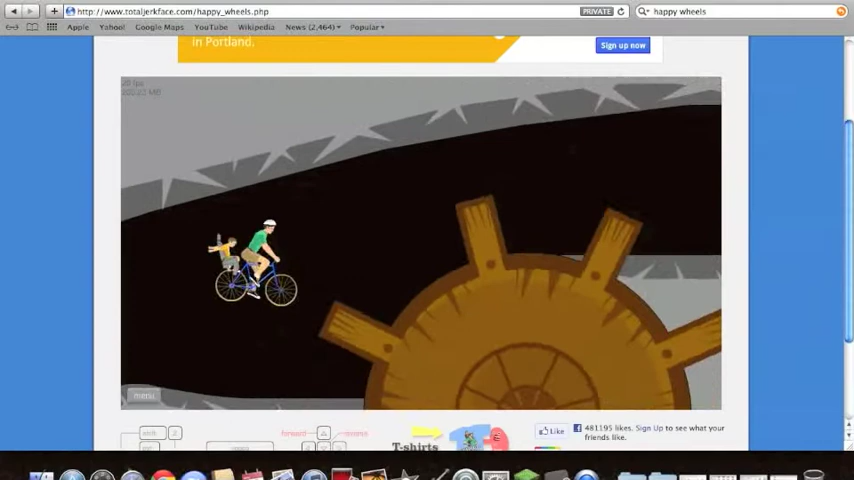 http://www.totaljerkface.com/happy_wheels.php
PRIVATE
happy wheels
Apple Yahoo! Google Maps YouTube Wikipedia News (2,464) Popular
in Portland.
Sign up now
menu
forward
T-shirts
Like
481195 likes. Sign Up to see what your
friends like.